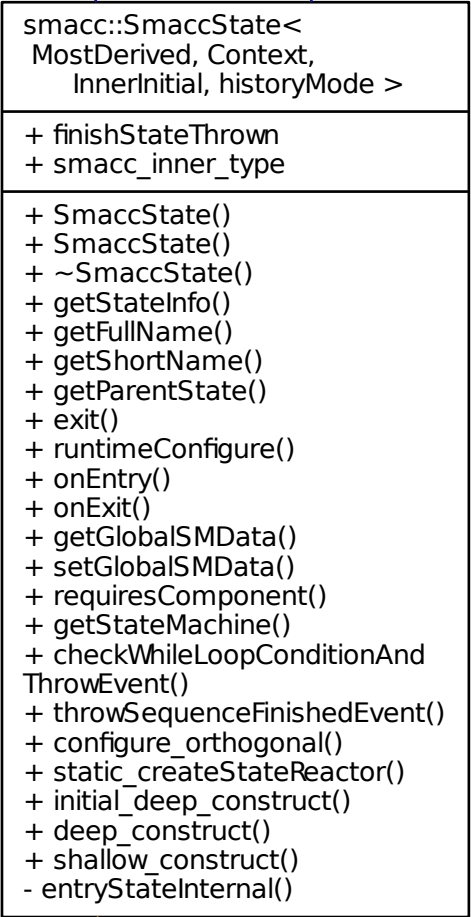 smacc::SmaccState<
MostDerived, Context,
InnerInitial, historyMode >
+ finishStateThrown
+ smacc_inner_type
+ SmaccState()
+ SmaccState()
+ ~SmaccState()
+ getStateInfo()
+ getFullName()
+ getShortName()
+ getParentState()
+ exit()
+ runtimeConfigure()
+ onEntry()
+ onExit()
+ getGlobalSMData()
+ setGlobalSMData()
+ requiresComponent()
+ getStateMachine()
+ checkWhileLoopConditionAnd
ThrowEvent()
+ throwSequenceFinishedEvent()
+ configure_orthogonal()
+ static_createStateReactor()
+ initial_deep_construct()
+ deep_construct()
+ shallow_construct()
- entryStateInternal()